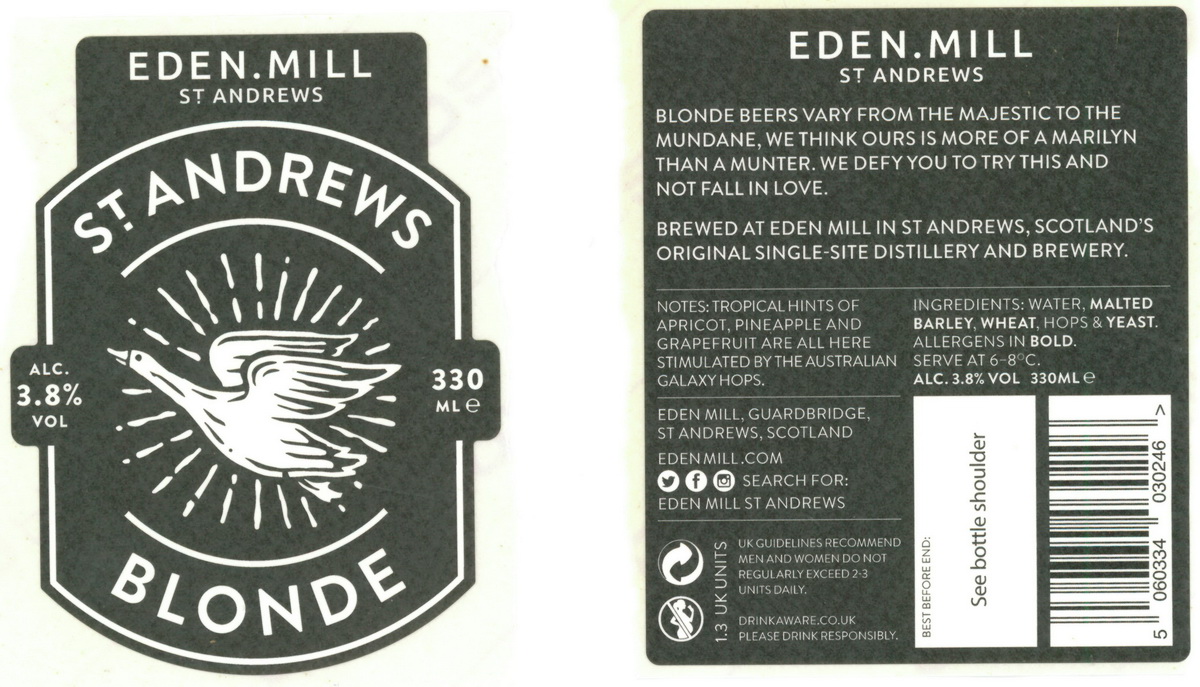 EDEN.MILL
ST ANDREWS
ST ANDREWS
ALC.
3.8%
VOL
330
ML ℮
BLONDE
EDEN.MILL
ST ANDREWS
BLONDE BEERS VARY FROM THE MAJESTIC TO THE
MUNDANE, WE THINK OURS IS MORE OF A MARILYN
THAN A MUNTER. WE DEFY YOU TO TRY THIS AND
NOT FALL IN LOVE.
BREWED AT EDEN MILL IN ST ANDREWS, SCOTLAND'S
ORIGINAL SINGLE-SITE DISTILLERY AND BREWERY.
NOTES: TROPICAL HINTS OF
APRICOT, PINEAPPLE AND
GRAPEFRUIT ARE ALL HERE
STIMULATED BY THE AUSTRALIAN
GALAXY HOPS.
EDEN MILL, GUARDBRIDGE,
ST ANDREWS, SCOTLAND
EDENMILL.COM
SEARCH FOR:
EDEN MILL ST ANDREWS
1.3 UK UNITS
UK GUIDELINES RECOMMEND
MEN AND WOMEN DO NOT
REGULARLY EXCEED 2-3
UNITS DAILY.
DRINKAWARE.CO.UK
PLEASE DRINK RESPONSIBLY.
INGREDIENTS: WATER, MALTED
BARLEY, WHEAT, HOPS & YEAST.
ALLERGENS IN BOLD.
SERVE AT 6–8°C.
ALC. 3.8% VOL 330ML ℮
BEST BEFORE END:
See bottle shoulder
5 060334 030246 >